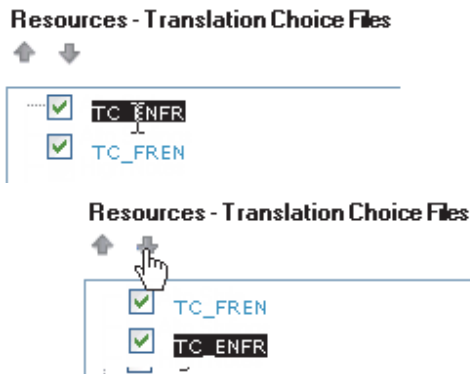 Resources - Translation Choice Files
TC_ENFR
TC_FREN
Resources - Translation Choice Files
TC_FREN
TC_ENFR